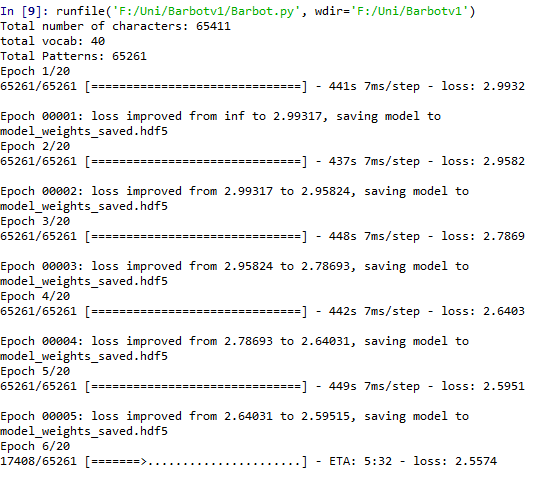 In [9]: runfile('F:/Uni/Barbotv1/Barbot.py', wdir='F:/Uni/Barbotv1')
Total number of characters: 65411
total vocab: 40
Total Patterns: 65261
Epoch 1/20
65261/65261 [==============================] - 441s 7ms/step - loss: 2.9932
Epoch 00001: loss improved from inf to 2.99317, saving model to
model_weights_saved.hdf5
Epoch 2/20
65261/65261 [==============================] - 437s 7ms/step - loss: 2.9582
Epoch 00002: loss improved from 2.99317 to 2.95824, saving model to
model_weights_saved.hdf5
Epoch 3/20
65261/65261 [==============================] - 448s 7ms/step - loss: 2.7869
Epoch 00003: loss improved from 2.95824 to 2.78693, saving model to
model_weights_saved.hdf5
Epoch 4/20
65261/65261 [==============================] - 442s 7ms/step - loss: 2.6403
Epoch 00004: loss improved from 2.78693 to 2.64031, saving model to
model_weights_saved.hdf5
Epoch 5/20
65261/65261 [==============================] - 449s 7ms/step - loss: 2.5951
Epoch 00005: loss improved from 2.64031 to 2.59515, saving model to
model_weights_saved.hdf5
Epoch 6/20
17408/65261 [=======>......................] - ETA: 5:32 - loss: 2.5574